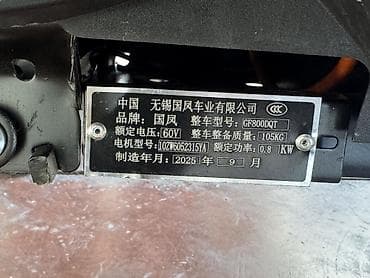 中国 无锡国风车业有限公司 CCC
品牌：国风 整车型号：GF800DQT
额定电压：60V 整车整备质量：105KG
电机型号：10ZW6052315YA 额定功率：0.8 KW
制造年月：2025 年 9 月